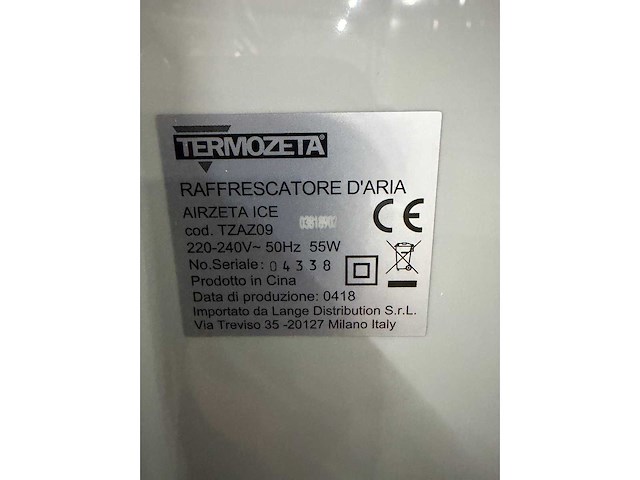 TERMOZETA®
RAFFRESCATORE D'ARIA
AIRZETA ICE
cod. TZAZ09
220-240V~ 50Hz 55W
No.Seriale: 04338
Prodotto in Cina
Data di produzione: 0418
Importato da Lange Distribution S.r.L.
Via Treviso 35 -20127 Milano Italy
CE